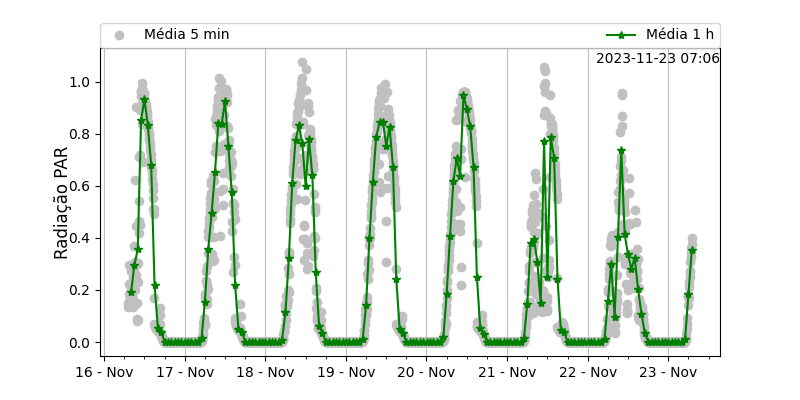 Média 5 min
Média 1 h
2023-11-23 07:06
Radiação PAR
1.0
0.8
0.6
0.4
0.2
0.0
16 - Nov
17 - Nov
18 - Nov
19 - Nov
20 - Nov
21 - Nov
22 - Nov
23 - Nov